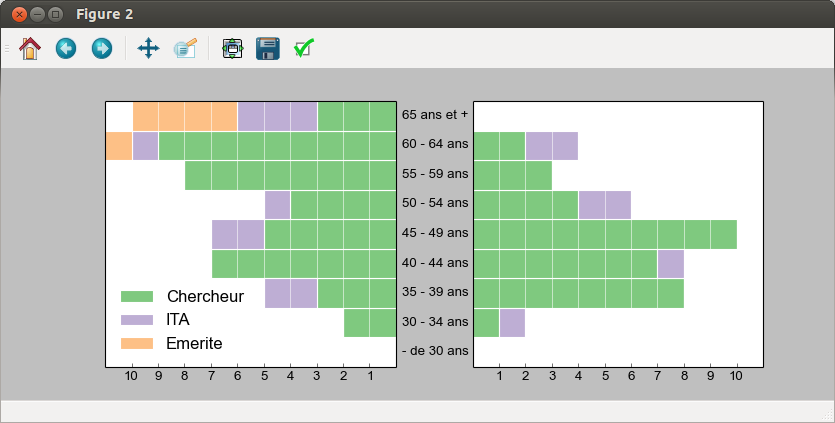 Figure 2
65 ans et +
60 - 64 ans
55 - 59 ans
50 - 54 ans
45 - 49 ans
40 - 44 ans
35 - 39 ans
30 - 34 ans
- de 30 ans
Chercheur
ITA
Emerite
10 9 8 7 6 5 4 3 2 1
1 2 3 4 5 6 7 8 9 10